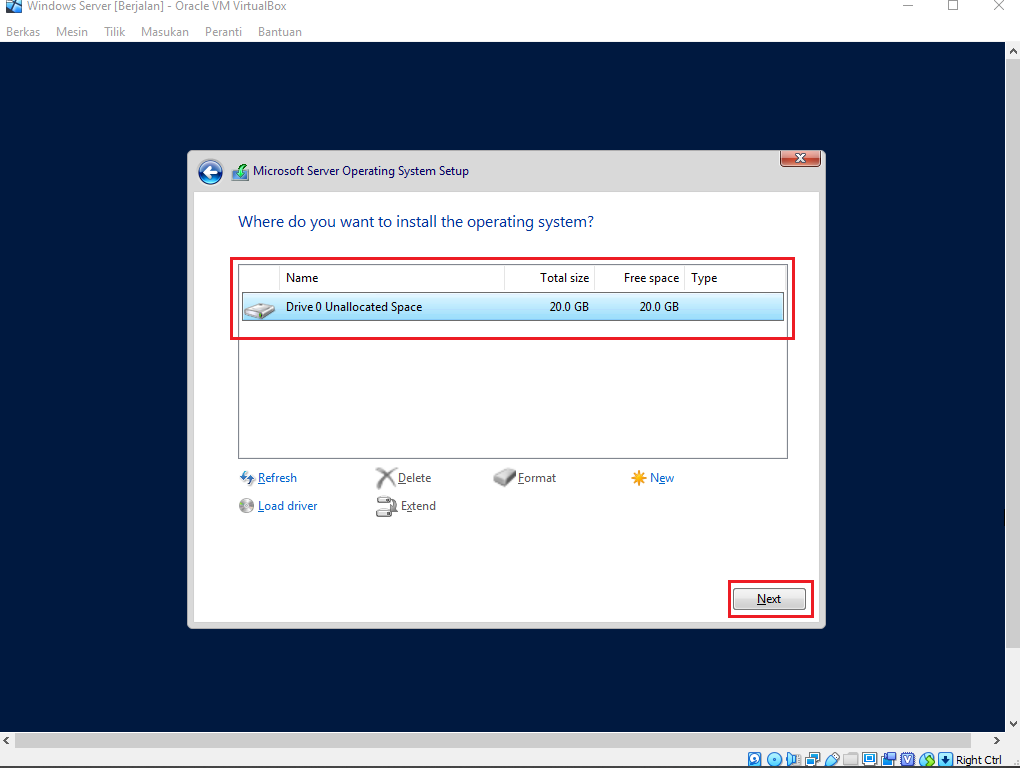 Windows Server [Berjalan] - Oracle VM VirtualBox
Berkas Mesin Tilik Masukan Peranti Bantuan
Microsoft Server Operating System Setup
Where do you want to install the operating system?
Name Total size Free space Type
Drive 0 Unallocated Space 20.0 GB 20.0 GB
Refresh Delete Format New
Load driver Extend
Next
Right Ctrl